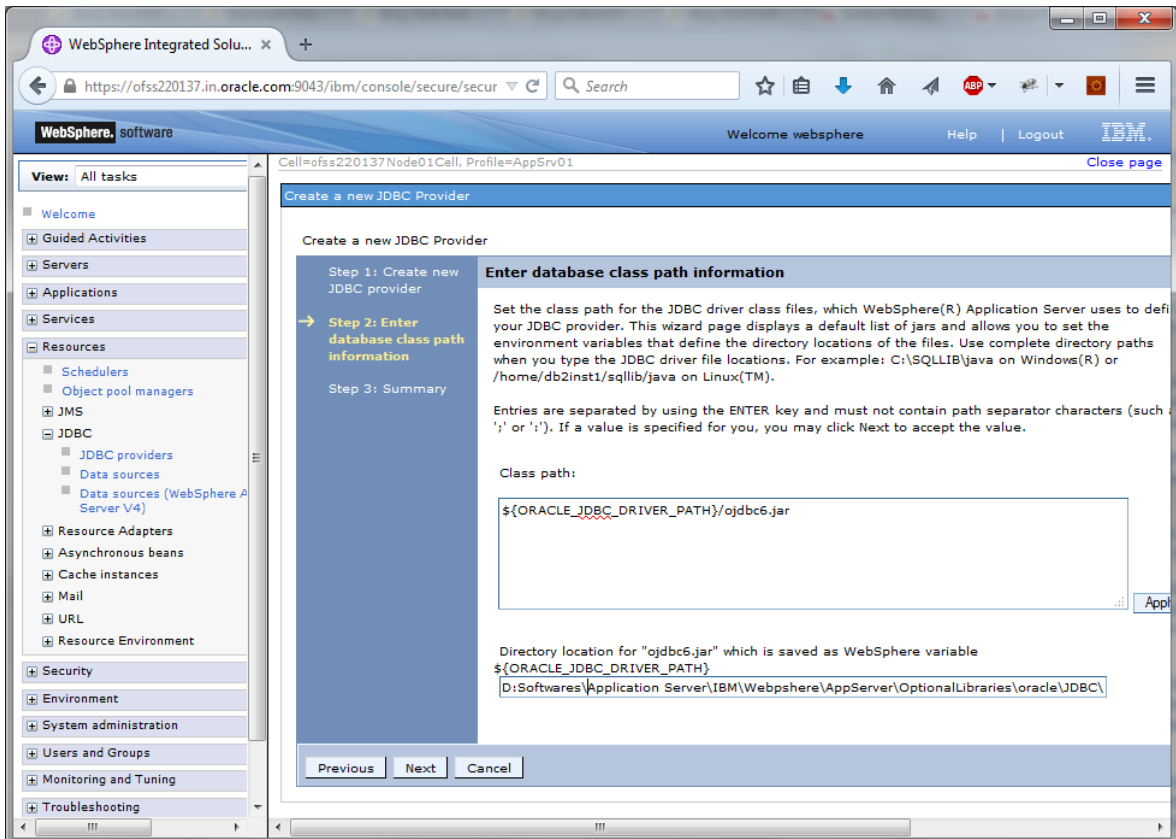 WebSphere Integrated Solu...
https://ofss220137.in.oracle.com:9043/ibm/console/secure/secur
Search
ABP
WebSphere. software
Welcome websphere
Help | Logout
IBM.
View: All tasks
Welcome
Guided Activities
Servers
Applications
Services
Resources
Schedulers
Object pool managers
JMS
JDBC
JDBC providers
Data sources
Data sources (WebSphere A
Server V4)
Resource Adapters
Asynchronous beans
Cache instances
Mail
URL
Resource Environment
Security
Environment
System administration
Users and Groups
Monitoring and Tuning
Troubleshooting
Cell=ofss220137Node01Cell, Profile=AppSrv01
Close page
Create a new JDBC Provider
Create a new JDBC Provider
Step 1: Create new
JDBC provider
Step 2: Enter
database class path
information
Step 3: Summary
Enter database class path information
Set the class path for the JDBC driver class files, which WebSphere(R) Application Server uses to defi
your JDBC provider. This wizard page displays a default list of jars and allows you to set the
environment variables that define the directory locations of the files. Use complete directory paths
when you type the JDBC driver file locations. For example: C:\SQLLIB\java on Windows(R) or
/home/db2inst1/sqllib/java on Linux(TM).
Entries are separated by using the ENTER key and must not contain path separator characters (such a
';' or ':'). If a value is specified for you, you may click Next to accept the value.
Class path:
${ORACLE_JDBC_DRIVER_PATH}/ojdbc6.jar
Appl
Directory location for "ojdbc6.jar" which is saved as WebSphere variable
${ORACLE_JDBC_DRIVER_PATH}
D:Softwares\Application Server\IBM\Webpshere\AppServer\OptionalLibraries\oracle\JDBC\
Previous
Next
Cancel